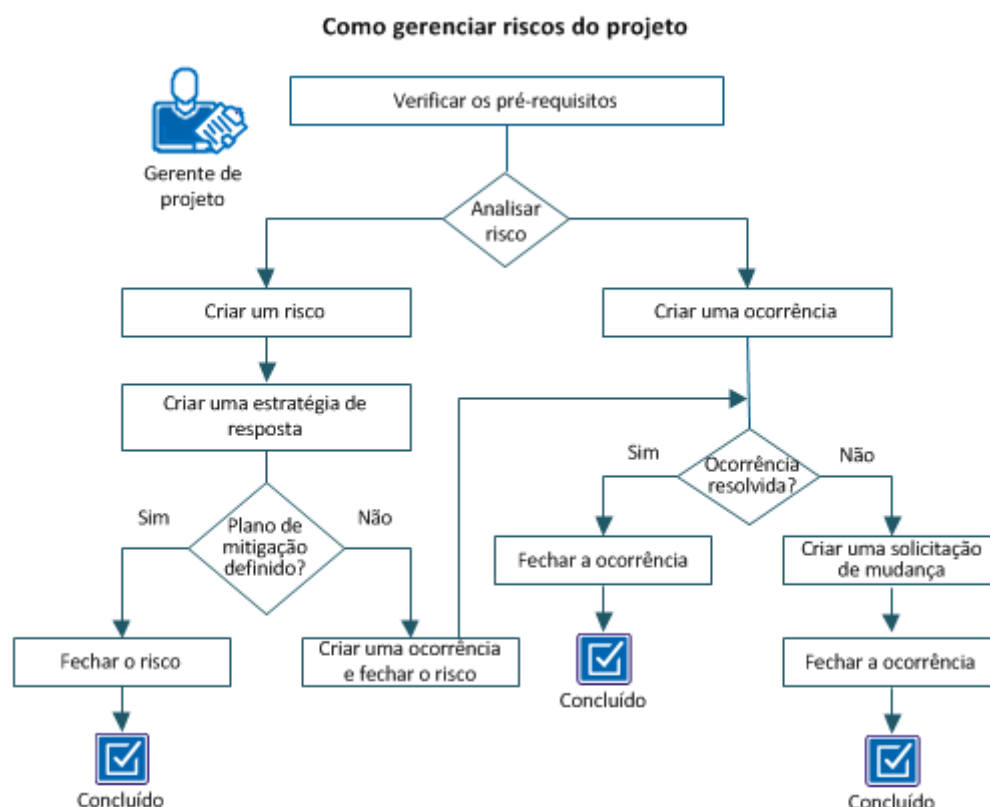 Como gerenciar riscos do projeto
Verificar os pré-requisitos
Gerente de
projeto
Analisar
risco
Criar um risco
Criar uma ocorrência
Criar uma estratégia de
resposta
Sim
Ocorrência
resolvida?
Não
Sim
Plano de
mitigação
definido?
Não
Fechar a ocorrência
Criar uma solicitação
de mudança
Fechar o risco
Criar uma ocorrência
e fechar o risco
Fechar a ocorrência
Concluído
Concluído
Concluído